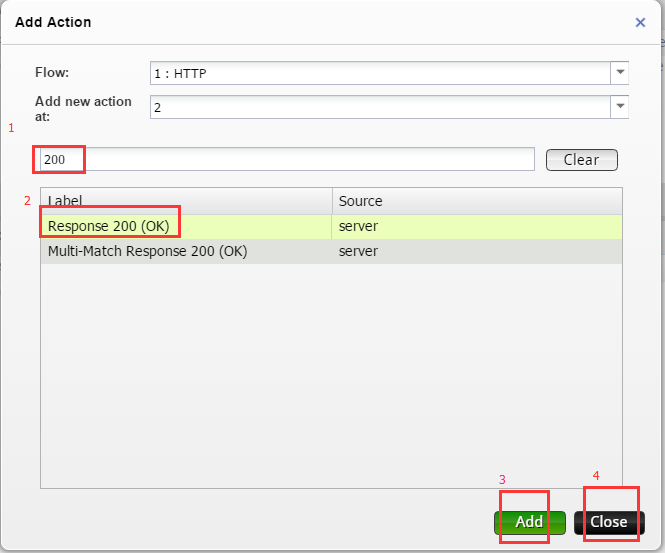 Add Action
Flow:
1 : HTTP
Add new action
at:
2
1
200
Clear
2
Label Source
Response 200 (OK) server
Multi-Match Response 200 (OK) server
3
4
Add
Close